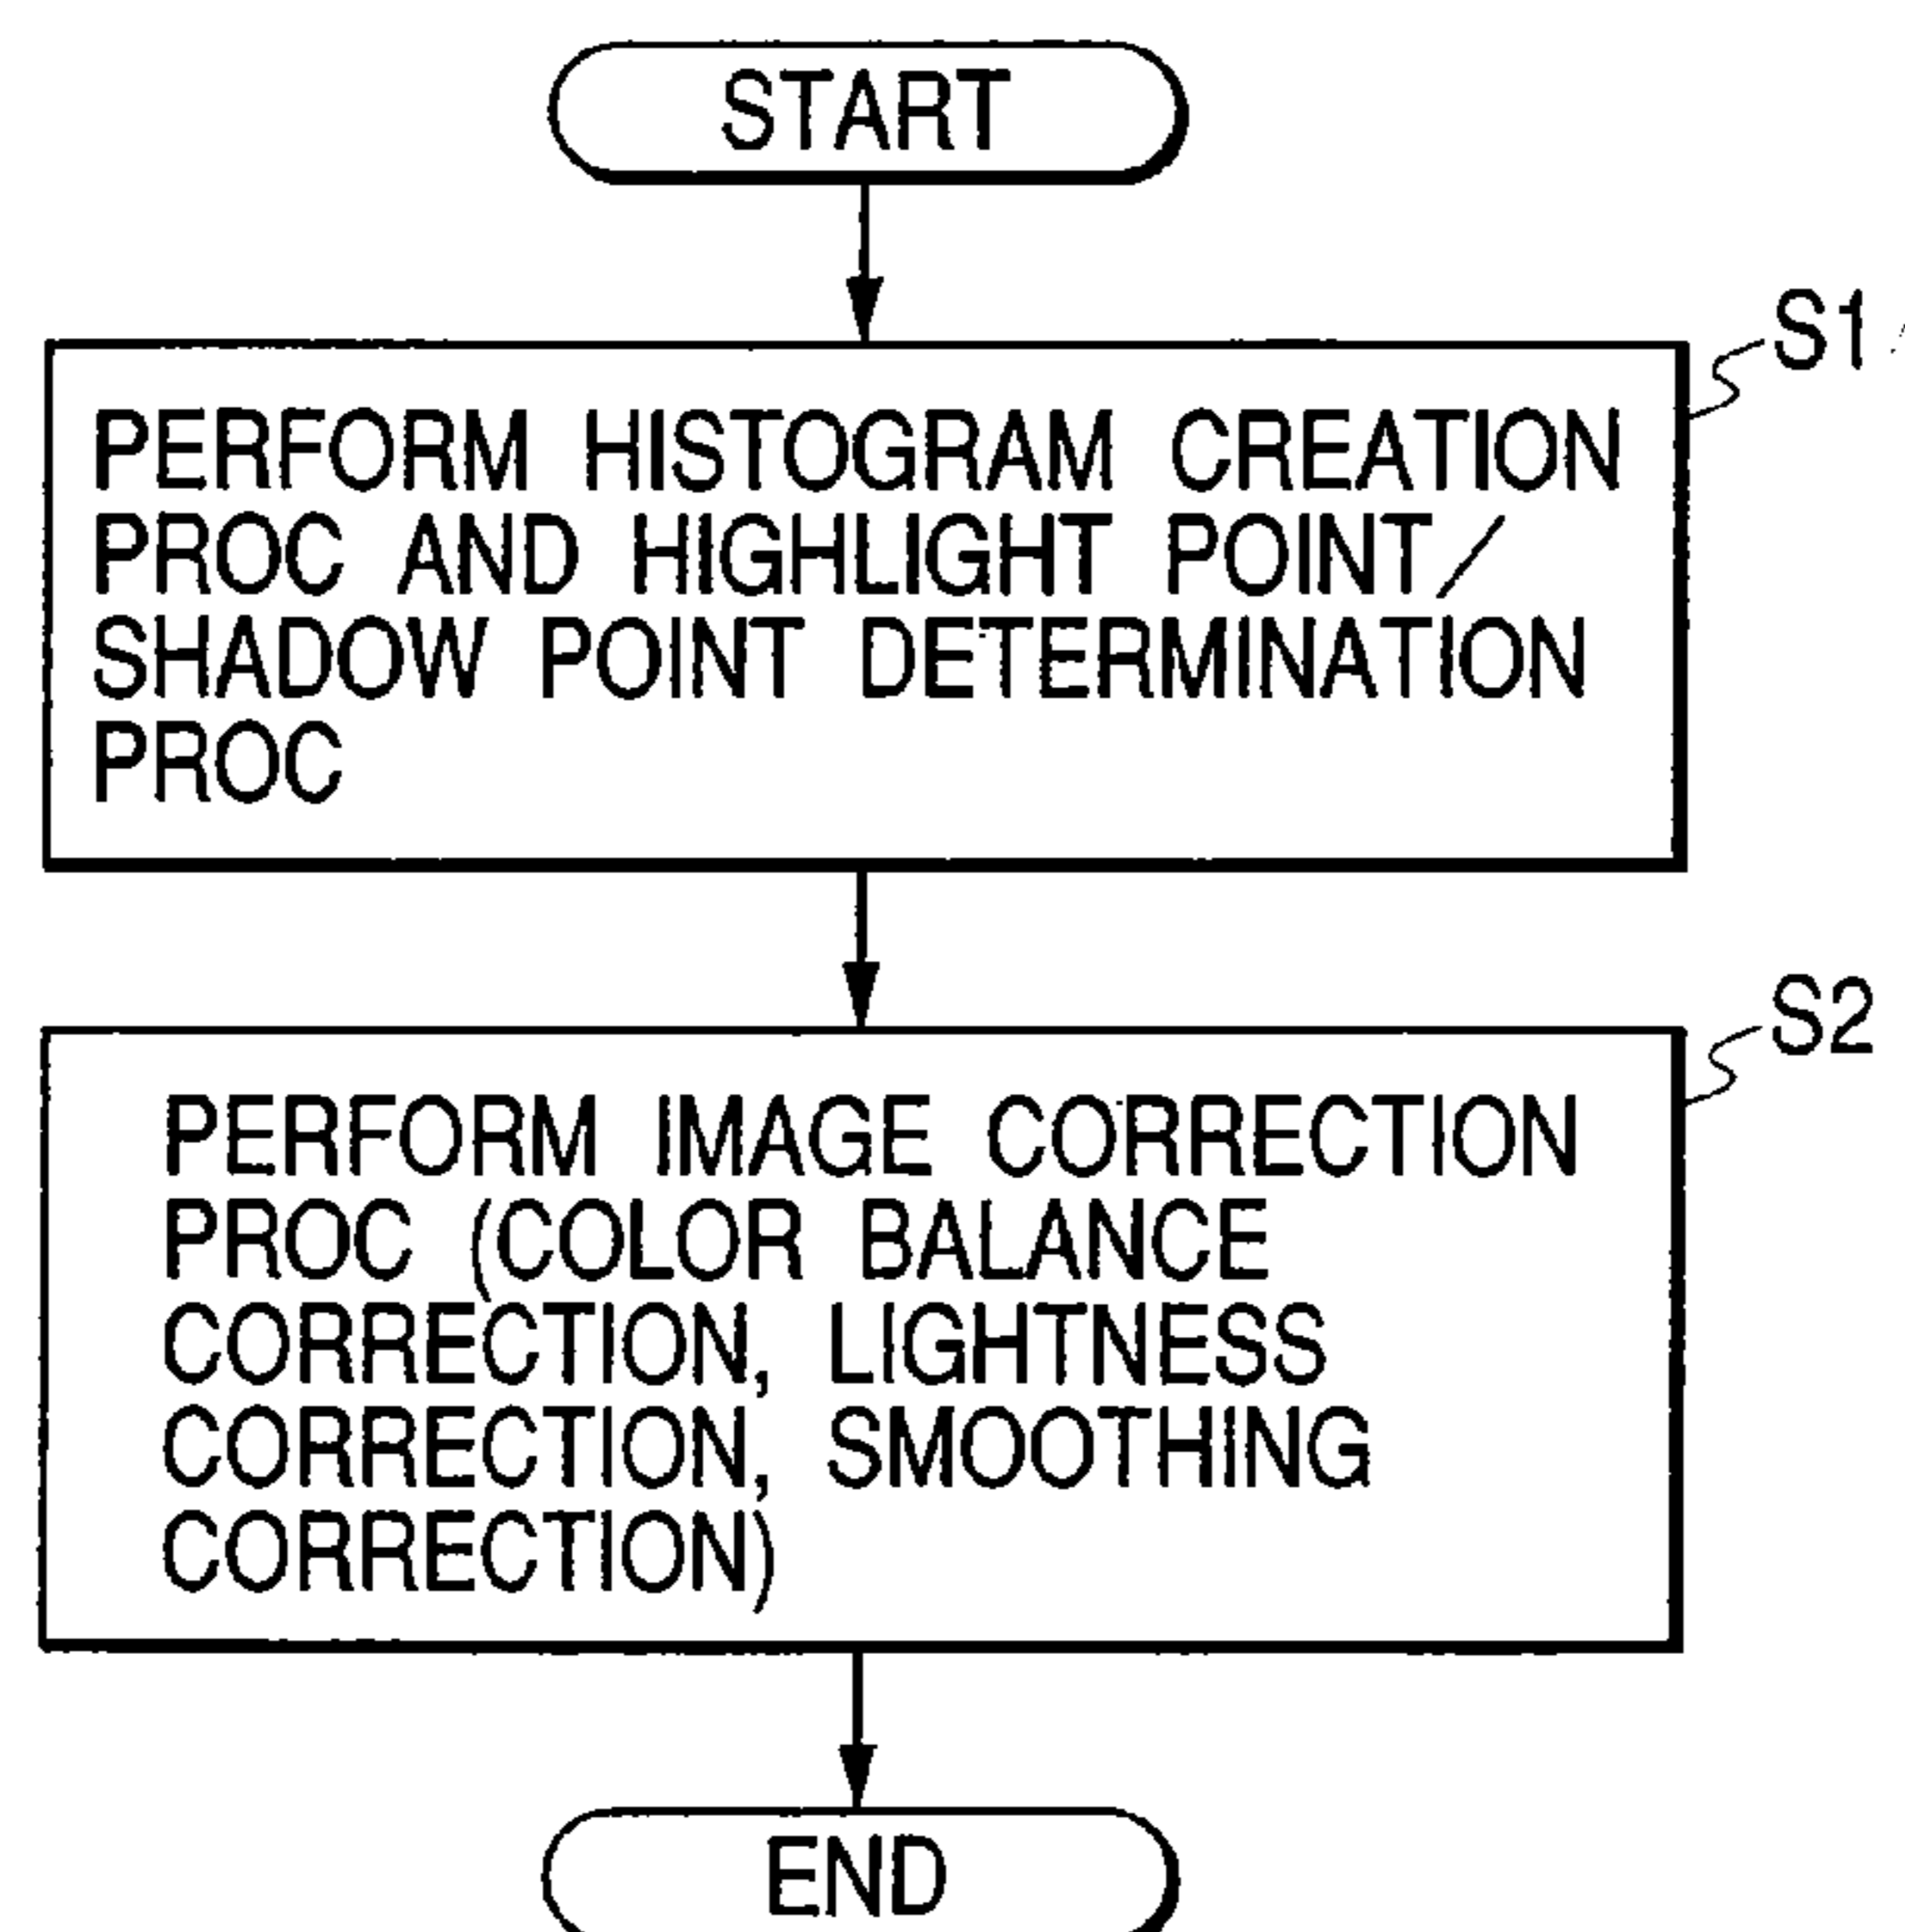 START
S1
PERFORM HISTOGRAM CREATION
PROC AND HIGHLIGHT POINT/
SHADOW POINT DETERMINATION
PROC
S2
PERFORM IMAGE CORRECTION
PROC (COLOR BALANCE
CORRECTION, LIGHTNESS
CORRECTION, SMOOTHING
CORRECTION)
END